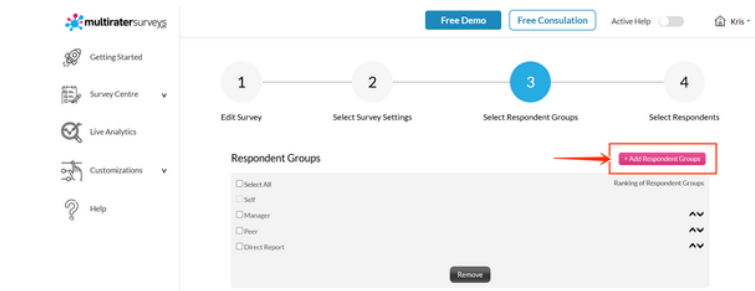 multiratersurveys
Free Demo
Free Consulation
Active Help
Kris
Getting Started
Survey Centre
Live Analytics
Customizations
Help
1
2
3
4
Edit Survey
Select Survey Settings
Select Respondent Groups
Select Respondents
Respondent Groups
+ Add Respondent Groups
Select All
Ranking of Respondent Groups
Self
Manager
Peer
Direct Report
Remove